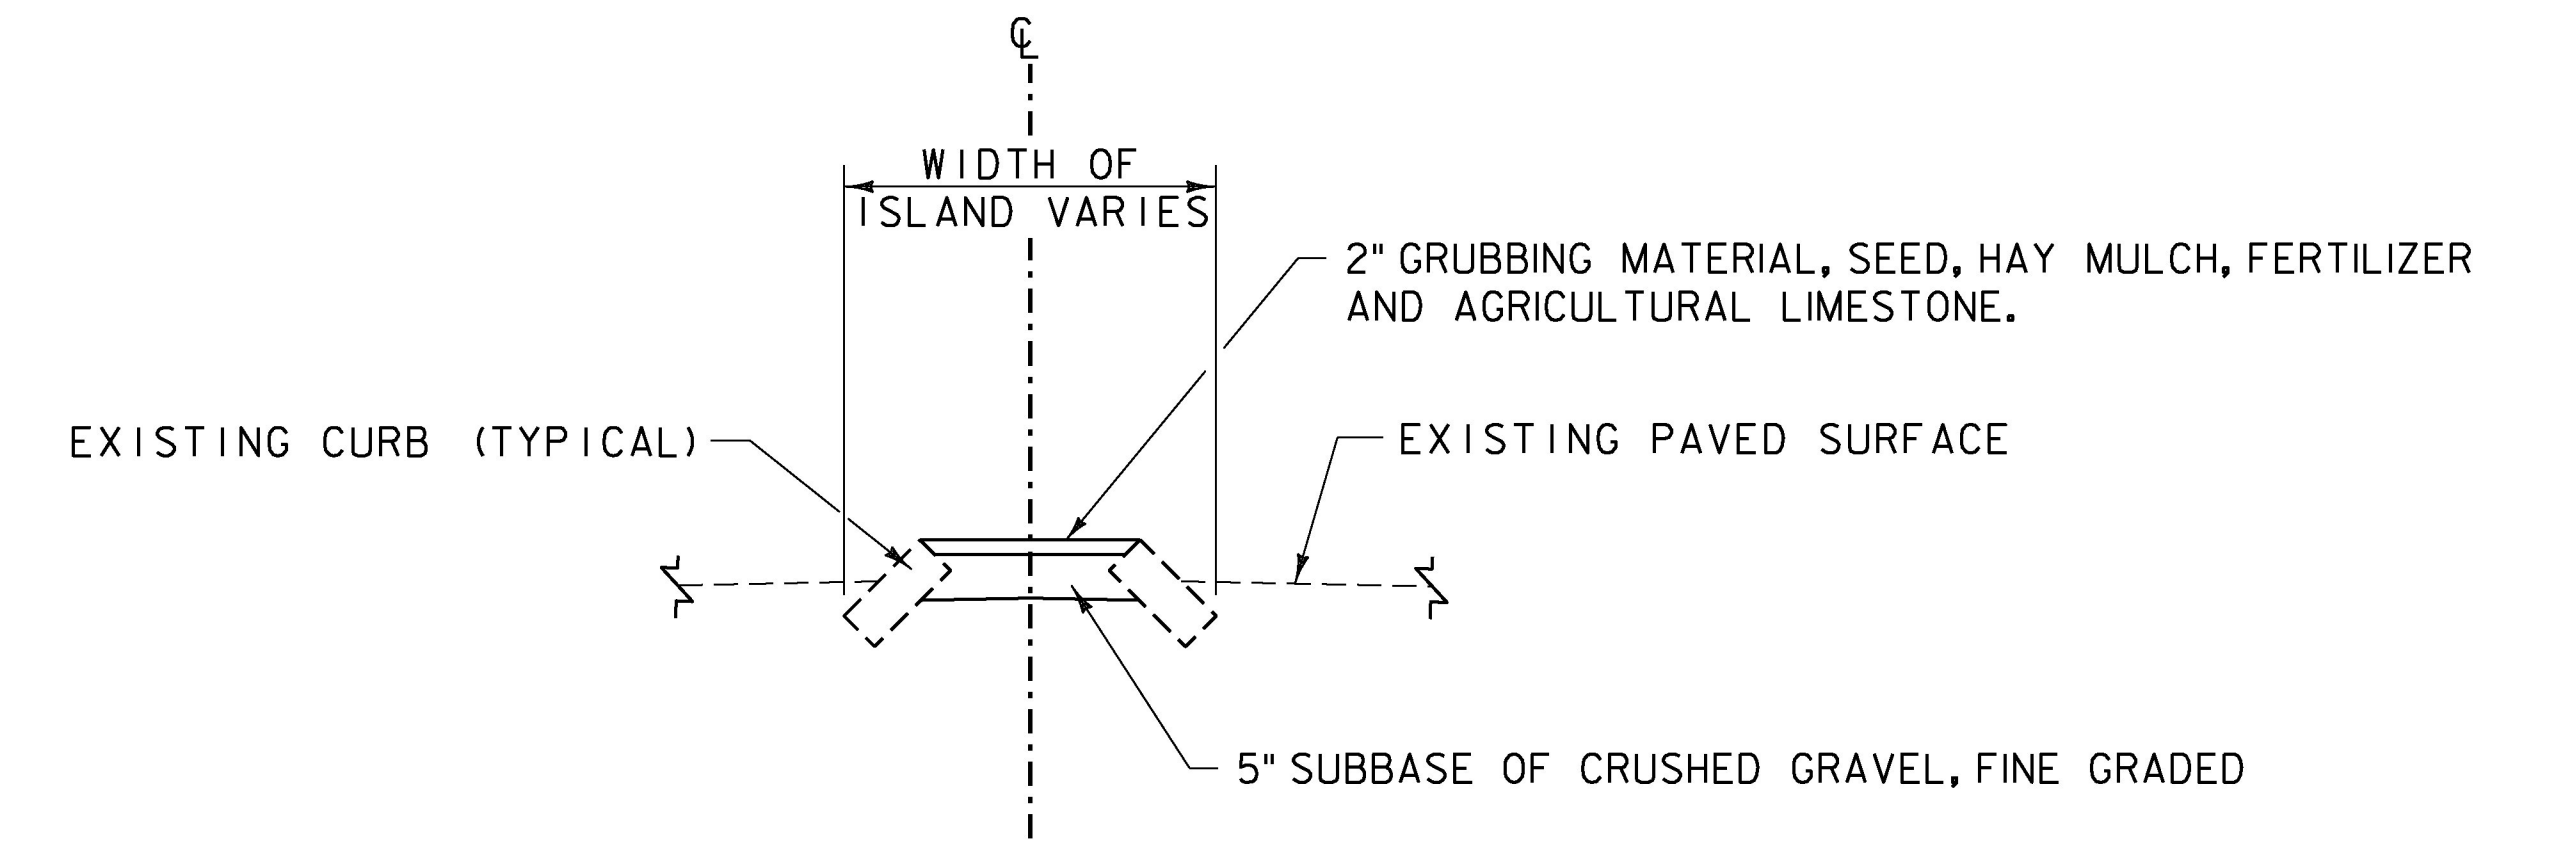 ℄
WIDTH OF
ISLAND VARIES
2" GRUBBING MATERIAL, SEED, HAY MULCH, FERTILIZER
AND AGRICULTURAL LIMESTONE.
EXISTING CURB (TYPICAL)
EXISTING PAVED SURFACE
5" SUBBASE OF CRUSHED GRAVEL, FINE GRADED